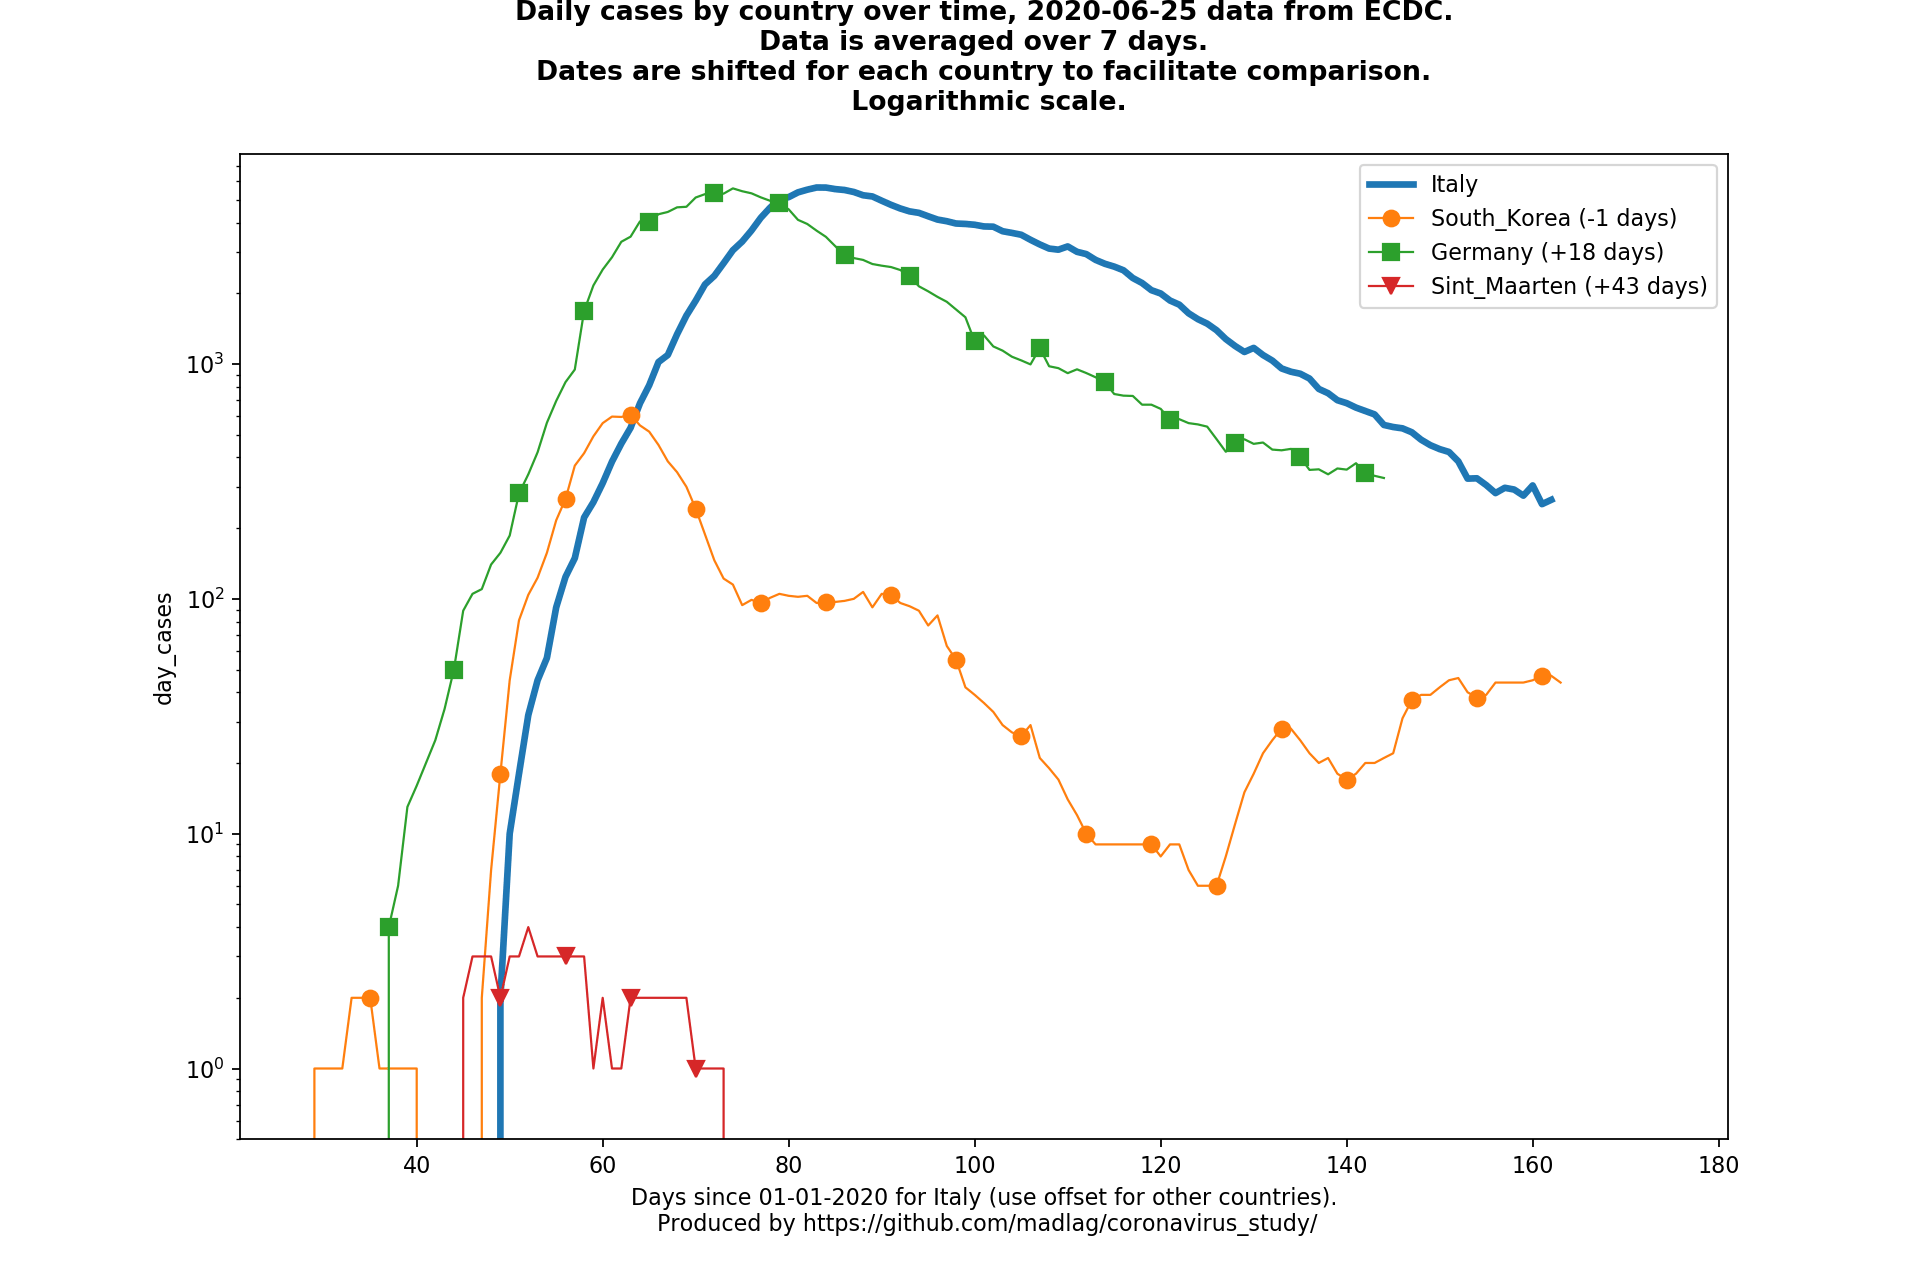 Daily cases by country over time, 2020-06-25 data from ECDC.
Data is averaged over 7 days.
Dates are shifted for each country to facilitate comparison.
Logarithmic scale.
Italy
South_Korea (-1 days)
Germany (+18 days)
Sint_Maarten (+43 days)
day_cases
10³
10²
10¹
10⁰
40 60 80 100 120 140 160 180
Days since 01-01-2020 for Italy (use offset for other countries).
Produced by https://github.com/madlag/coronavirus_study/